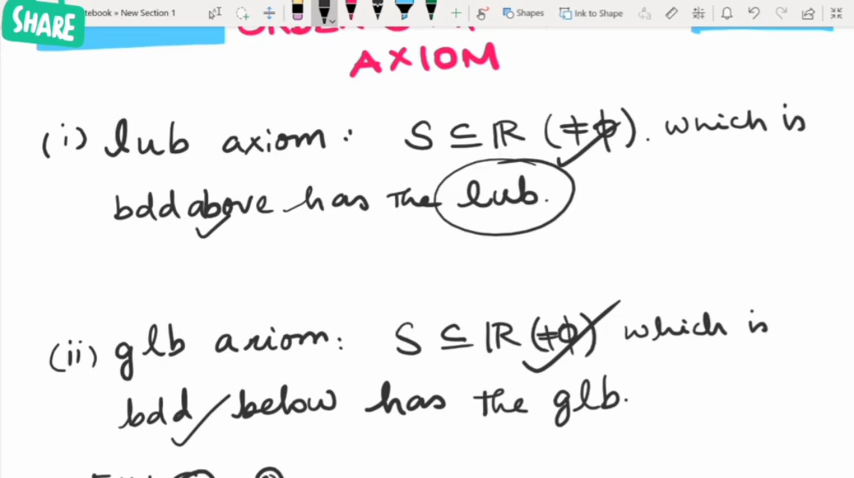 SHARE
Notebook » New Section 1
Shapes
Ink to Shape
AXIOM
(i) lub axiom: S ⊆ ℝ (≠ϕ). which is
bdd above has the lub.
(ii) glb axiom: S ⊆ ℝ (≠ϕ) which is
bdd below has the glb.